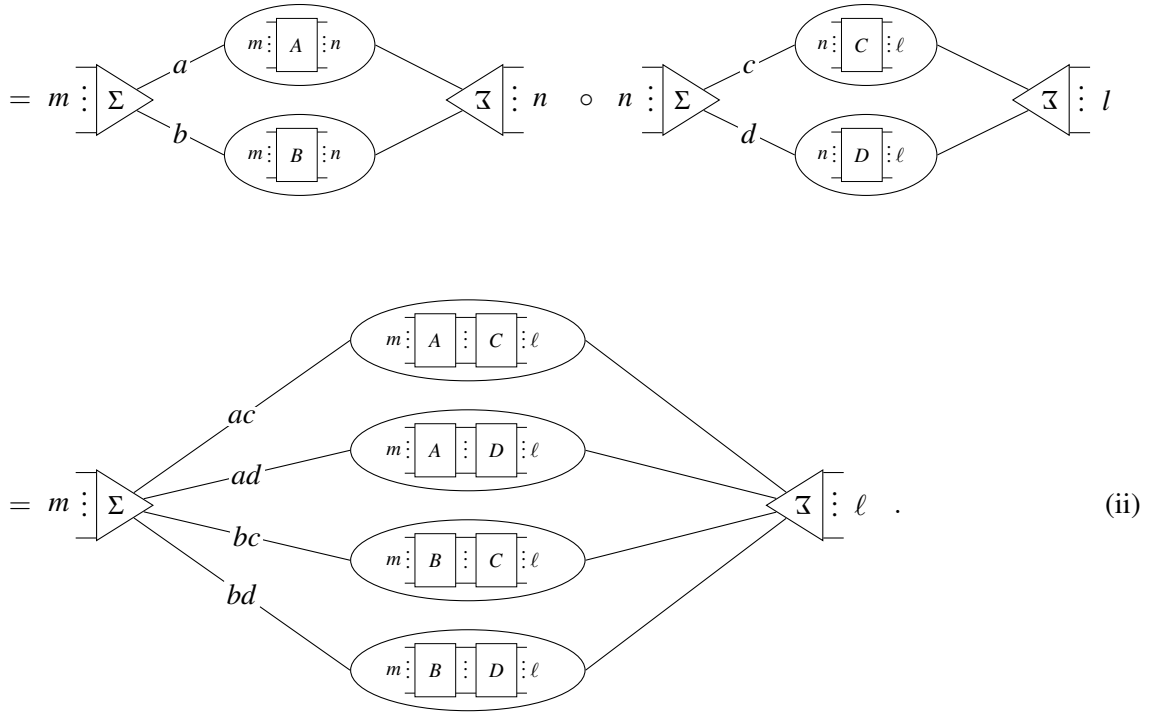 m A n n C ℓ
a c
= m Σ Σ n ∘ n Σ Σ l
b d
m B n n D ℓ
m A C ℓ
ac
m A D ℓ
ad
= m Σ Σ ℓ . (ii)
bc
m B C ℓ
bd
m B D ℓ